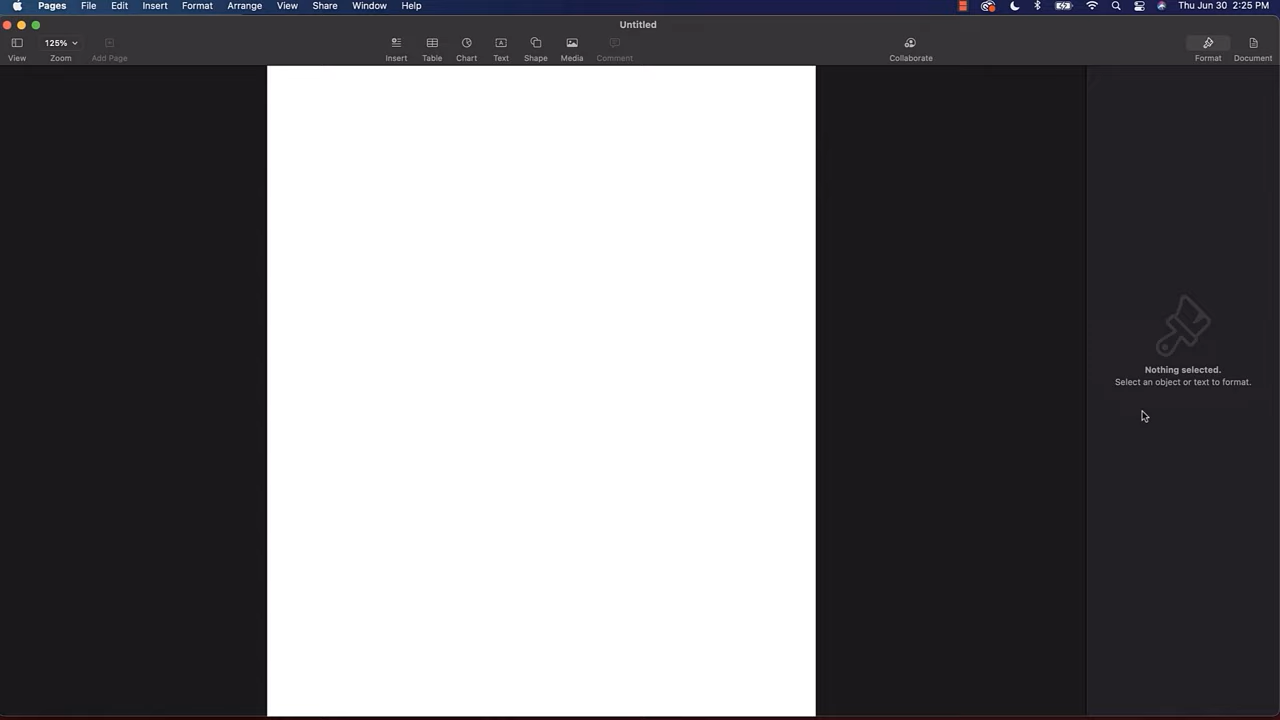 Pages File Edit Insert Format Arrange View Share Window Help Thu Jun 30 2:25 PM
Untitled
125%
View Zoom Add Page Insert Table Chart Text Shape Media Comment Collaborate Format Document
Nothing selected.
Select an object or text to format.